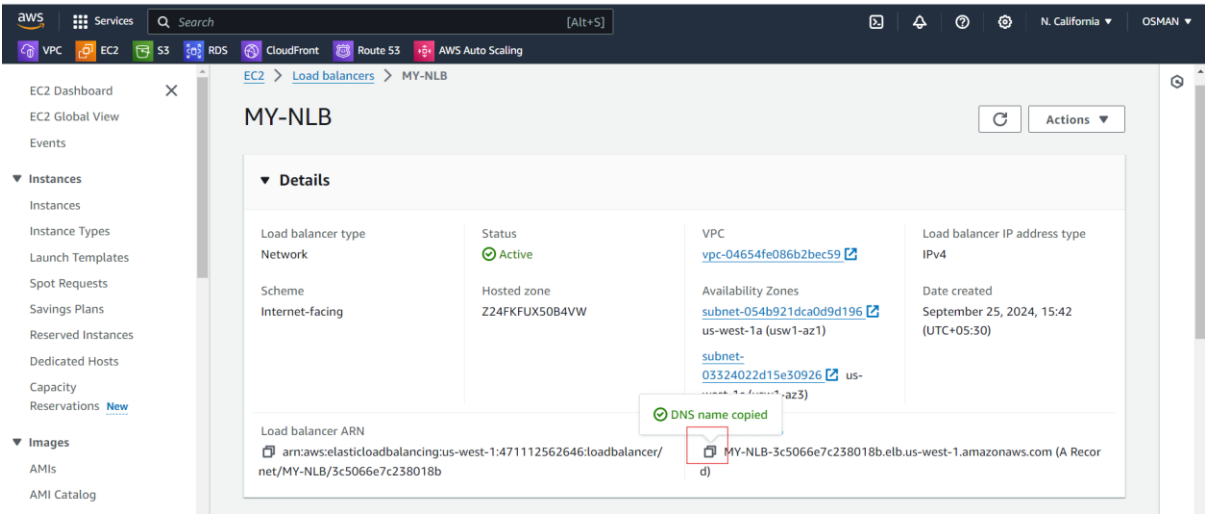 aws Services Search [Alt+S] N. California ▼ OSMAN ▼
VPC EC2 S3 RDS CloudFront Route 53 AWS Auto Scaling
EC2 > Load balancers > MY-NLB
EC2 Dashboard
EC2 Global View
Events
▼ Instances
Instances
Instance Types
Launch Templates
Spot Requests
Savings Plans
Reserved Instances
Dedicated Hosts
Capacity
Reservations New
▼ Images
AMIs
AMI Catalog
MY-NLB
Actions ▼
▼ Details
Load balancer type
Network
Status
Active
VPC
vpc-04654fe086b2bec59
Load balancer IP address type
IPv4
Scheme
Internet-facing
Hosted zone
Z24FKFUX50B4VW
Availability Zones
subnet-054b921dca0d9d196
us-west-1a (usw1-az1)
subnet-
03324022d15e30926 us-
az3)
Date created
September 25, 2024, 15:42
(UTC+05:30)
DNS name copied
Load balancer ARN
arn:aws:elasticloadbalancing:us-west-1:471112562646:loadbalancer/
net/MY-NLB/3c5066e7c238018b
MY-NLB-3c5066e7c238018b.elb.us-west-1.amazonaws.com (A Recor
d)